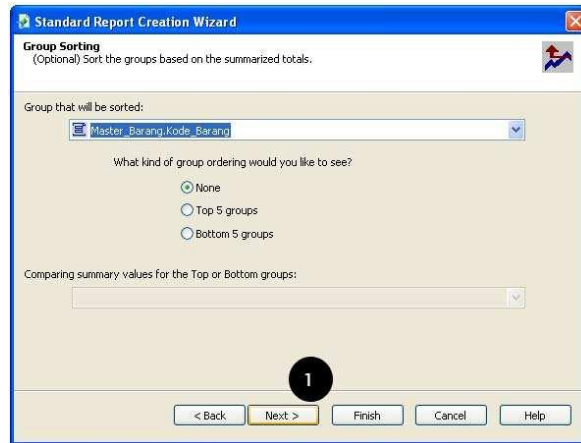 Standard Report Creation Wizard
Group Sorting
(Optional) Sort the groups based on the summarized totals.
Group that will be sorted:
Master_Barang.Kode_Barang
What kind of group ordering would you like to see?
None
Top 5 groups
Bottom 5 groups
Comparing summary values for the Top or Bottom groups:
1
< Back Next > Finish Cancel Help